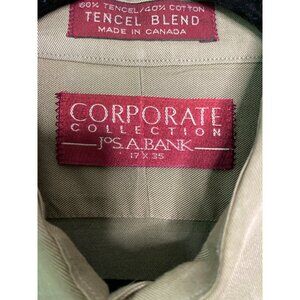 60% TENCEL/40% COTTON
TENCEL BLEND
MADE IN CANADA
CORPORATE
COLLECTION
JOS. A. BANK
17 X 35